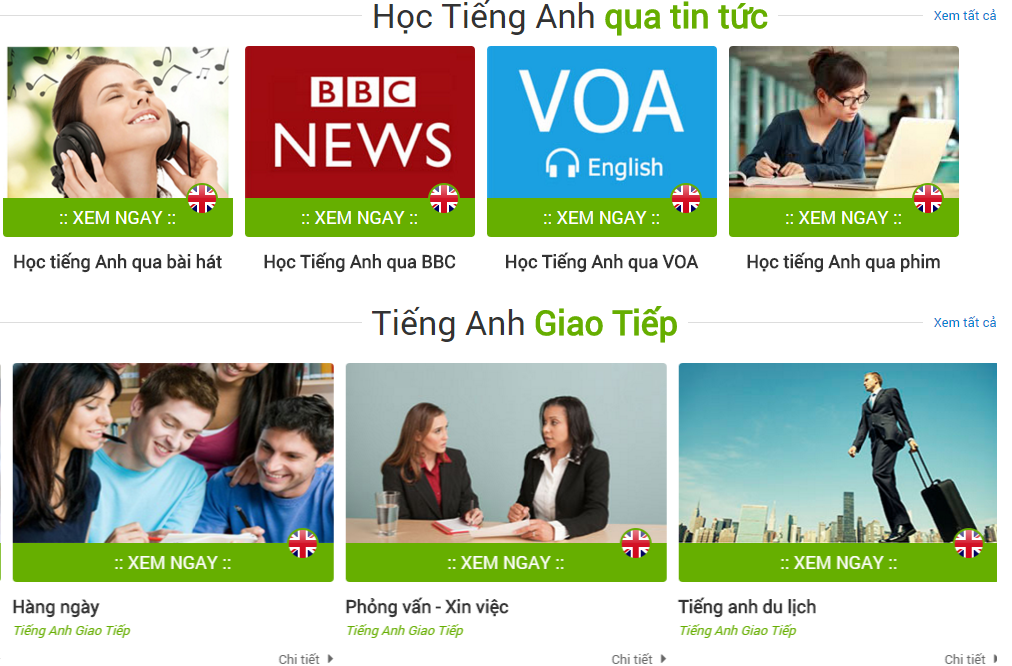 Học Tiếng Anh qua tin tức
Xem tất cả
BBC
NEWS
VOA
English
:: XEM NGAY ::
:: XEM NGAY ::
:: XEM NGAY ::
:: XEM NGAY ::
Học tiếng Anh qua bài hát
Học Tiếng Anh qua BBC
Học Tiếng Anh qua VOA
Học tiếng Anh qua phim
Tiếng Anh Giao Tiếp
Xem tất cả
:: XEM NGAY ::
:: XEM NGAY ::
:: XEM NGAY ::
Hàng ngày
Phỏng vấn - Xin việc
Tiếng anh du lịch
Tiếng Anh Giao Tiếp
Tiếng Anh Giao Tiếp
Tiếng Anh Giao Tiếp
Chi tiết
Chi tiết
Chi tiết